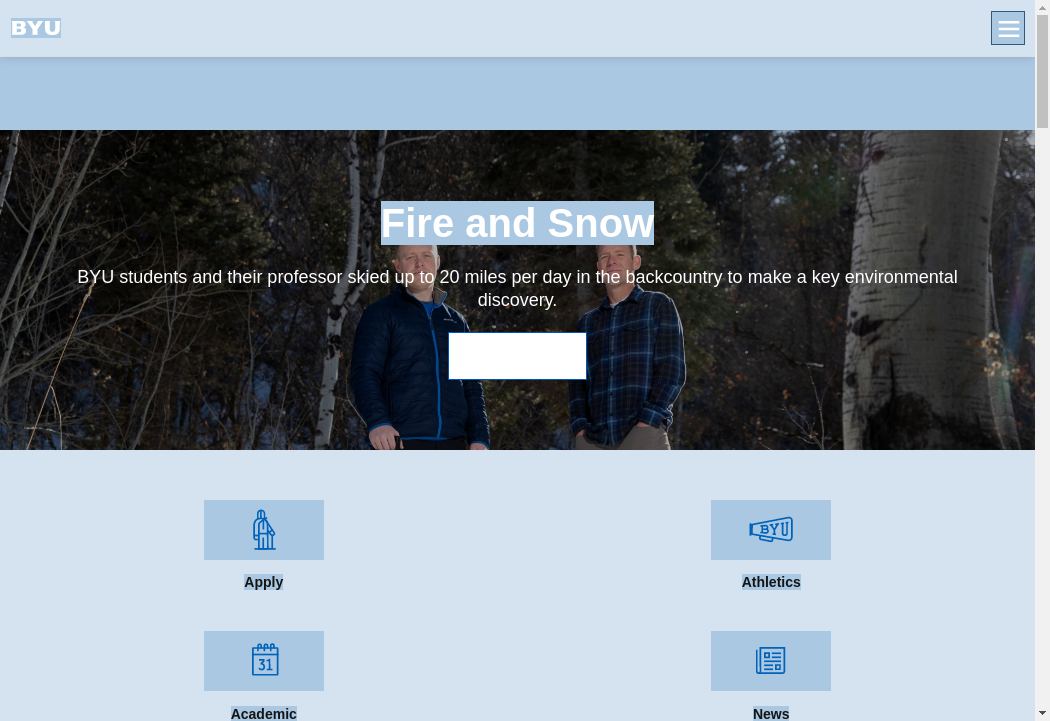 BYU
Fire and Snow
BYU students and their professor skied up to 20 miles per day in the backcountry to make a key environmental
discovery.
BYU
Apply
Athletics
31
Academic
News